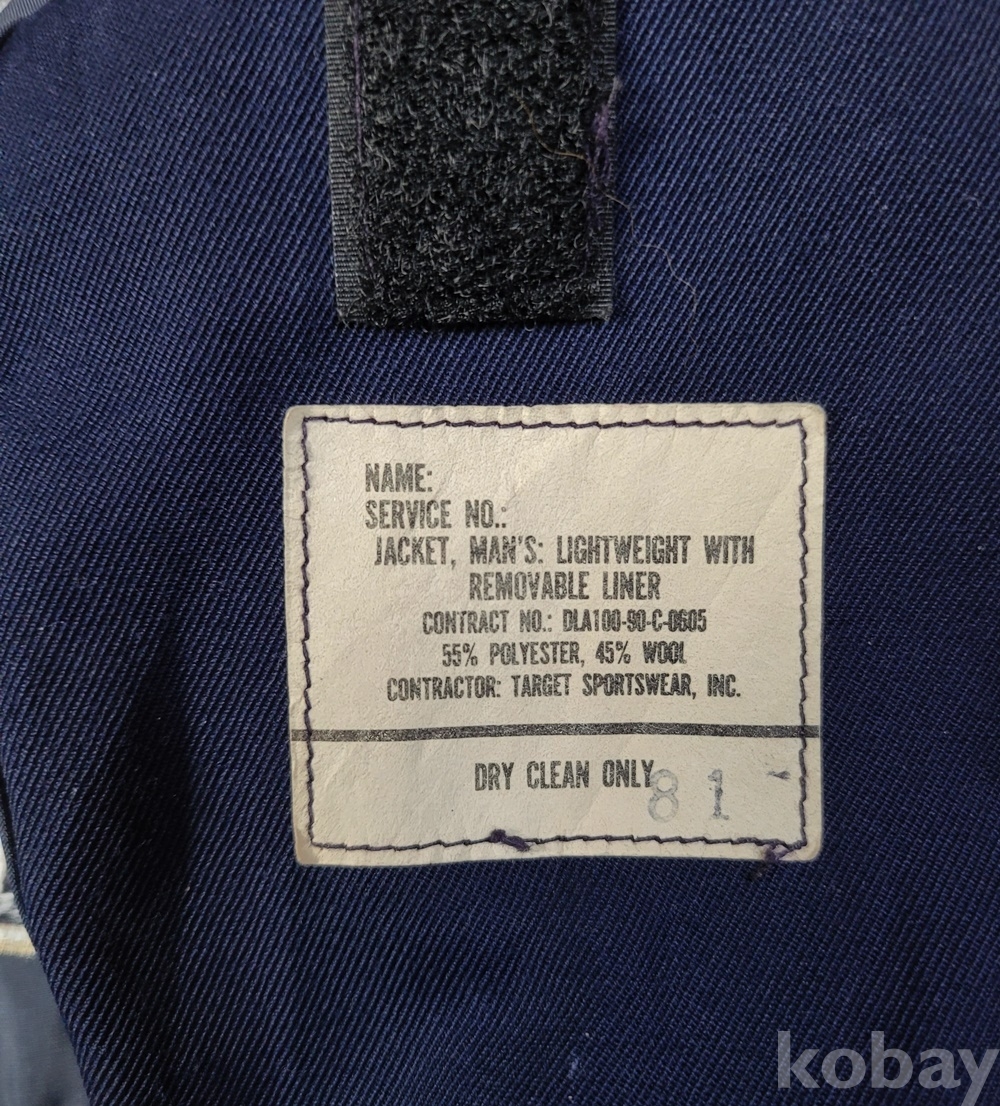 NAME:
SERVICE NO.:
JACKET, MAN'S: LIGHTWEIGHT WITH
REMOVABLE LINER
CONTRACT NO.: DLA100-90-C-0605
55% POLYESTER, 45% WOOL
CONTRACTOR: TARGET SPORTSWEAR, INC.
DRY CLEAN ONLY
81
kobay